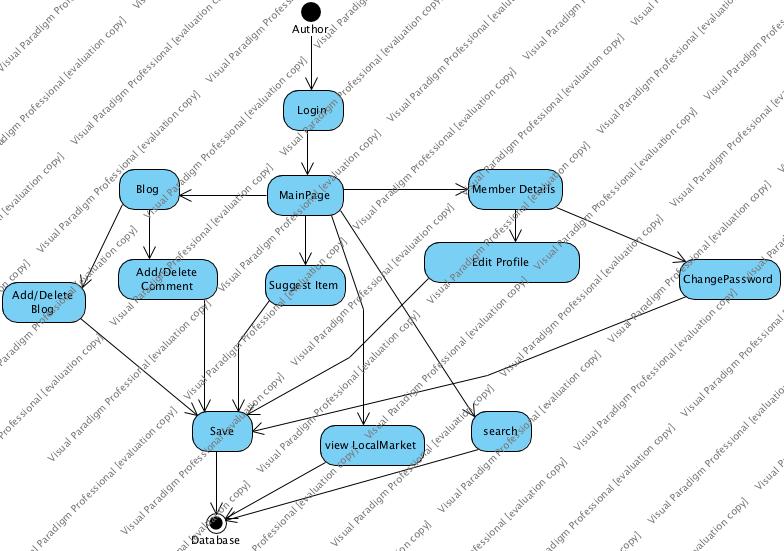 Author
Login
Blog
MainPage
Member Details
Add/Delete
Comment
Suggest Item
Edit Profile
ChangePassword
Add/Delete
Blog
Save
view LocalMarket
search
Database
Visual Paradigm Professional [evaluation copy]